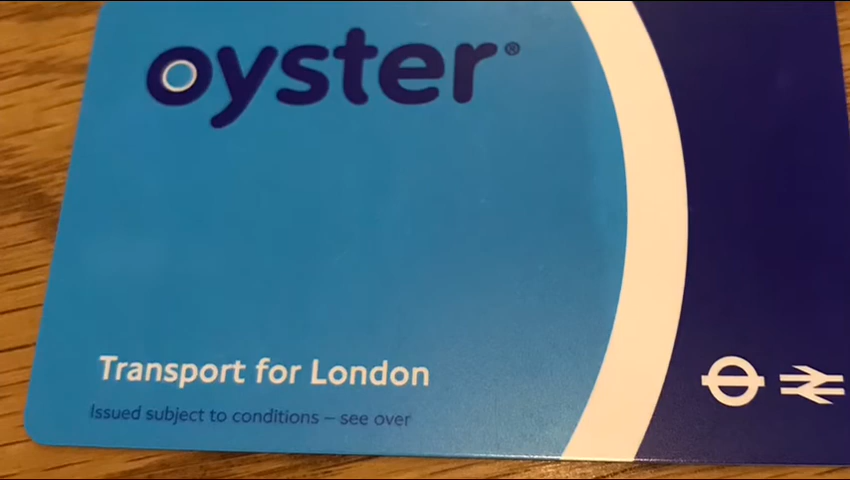 oyster®
Transport for London
Issued subject to conditions – see over